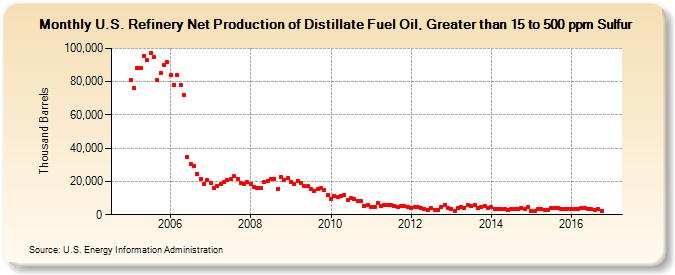 Monthly U.S. Refinery Net Production of Distillate Fuel Oil, Greater than 15 to 500 ppm Sulfur
Thousand Barrels
100,000
80,000
60,000
40,000
20,000
0
2006 2008 2010 2012 2014 2016
Source: U.S. Energy Information Administration